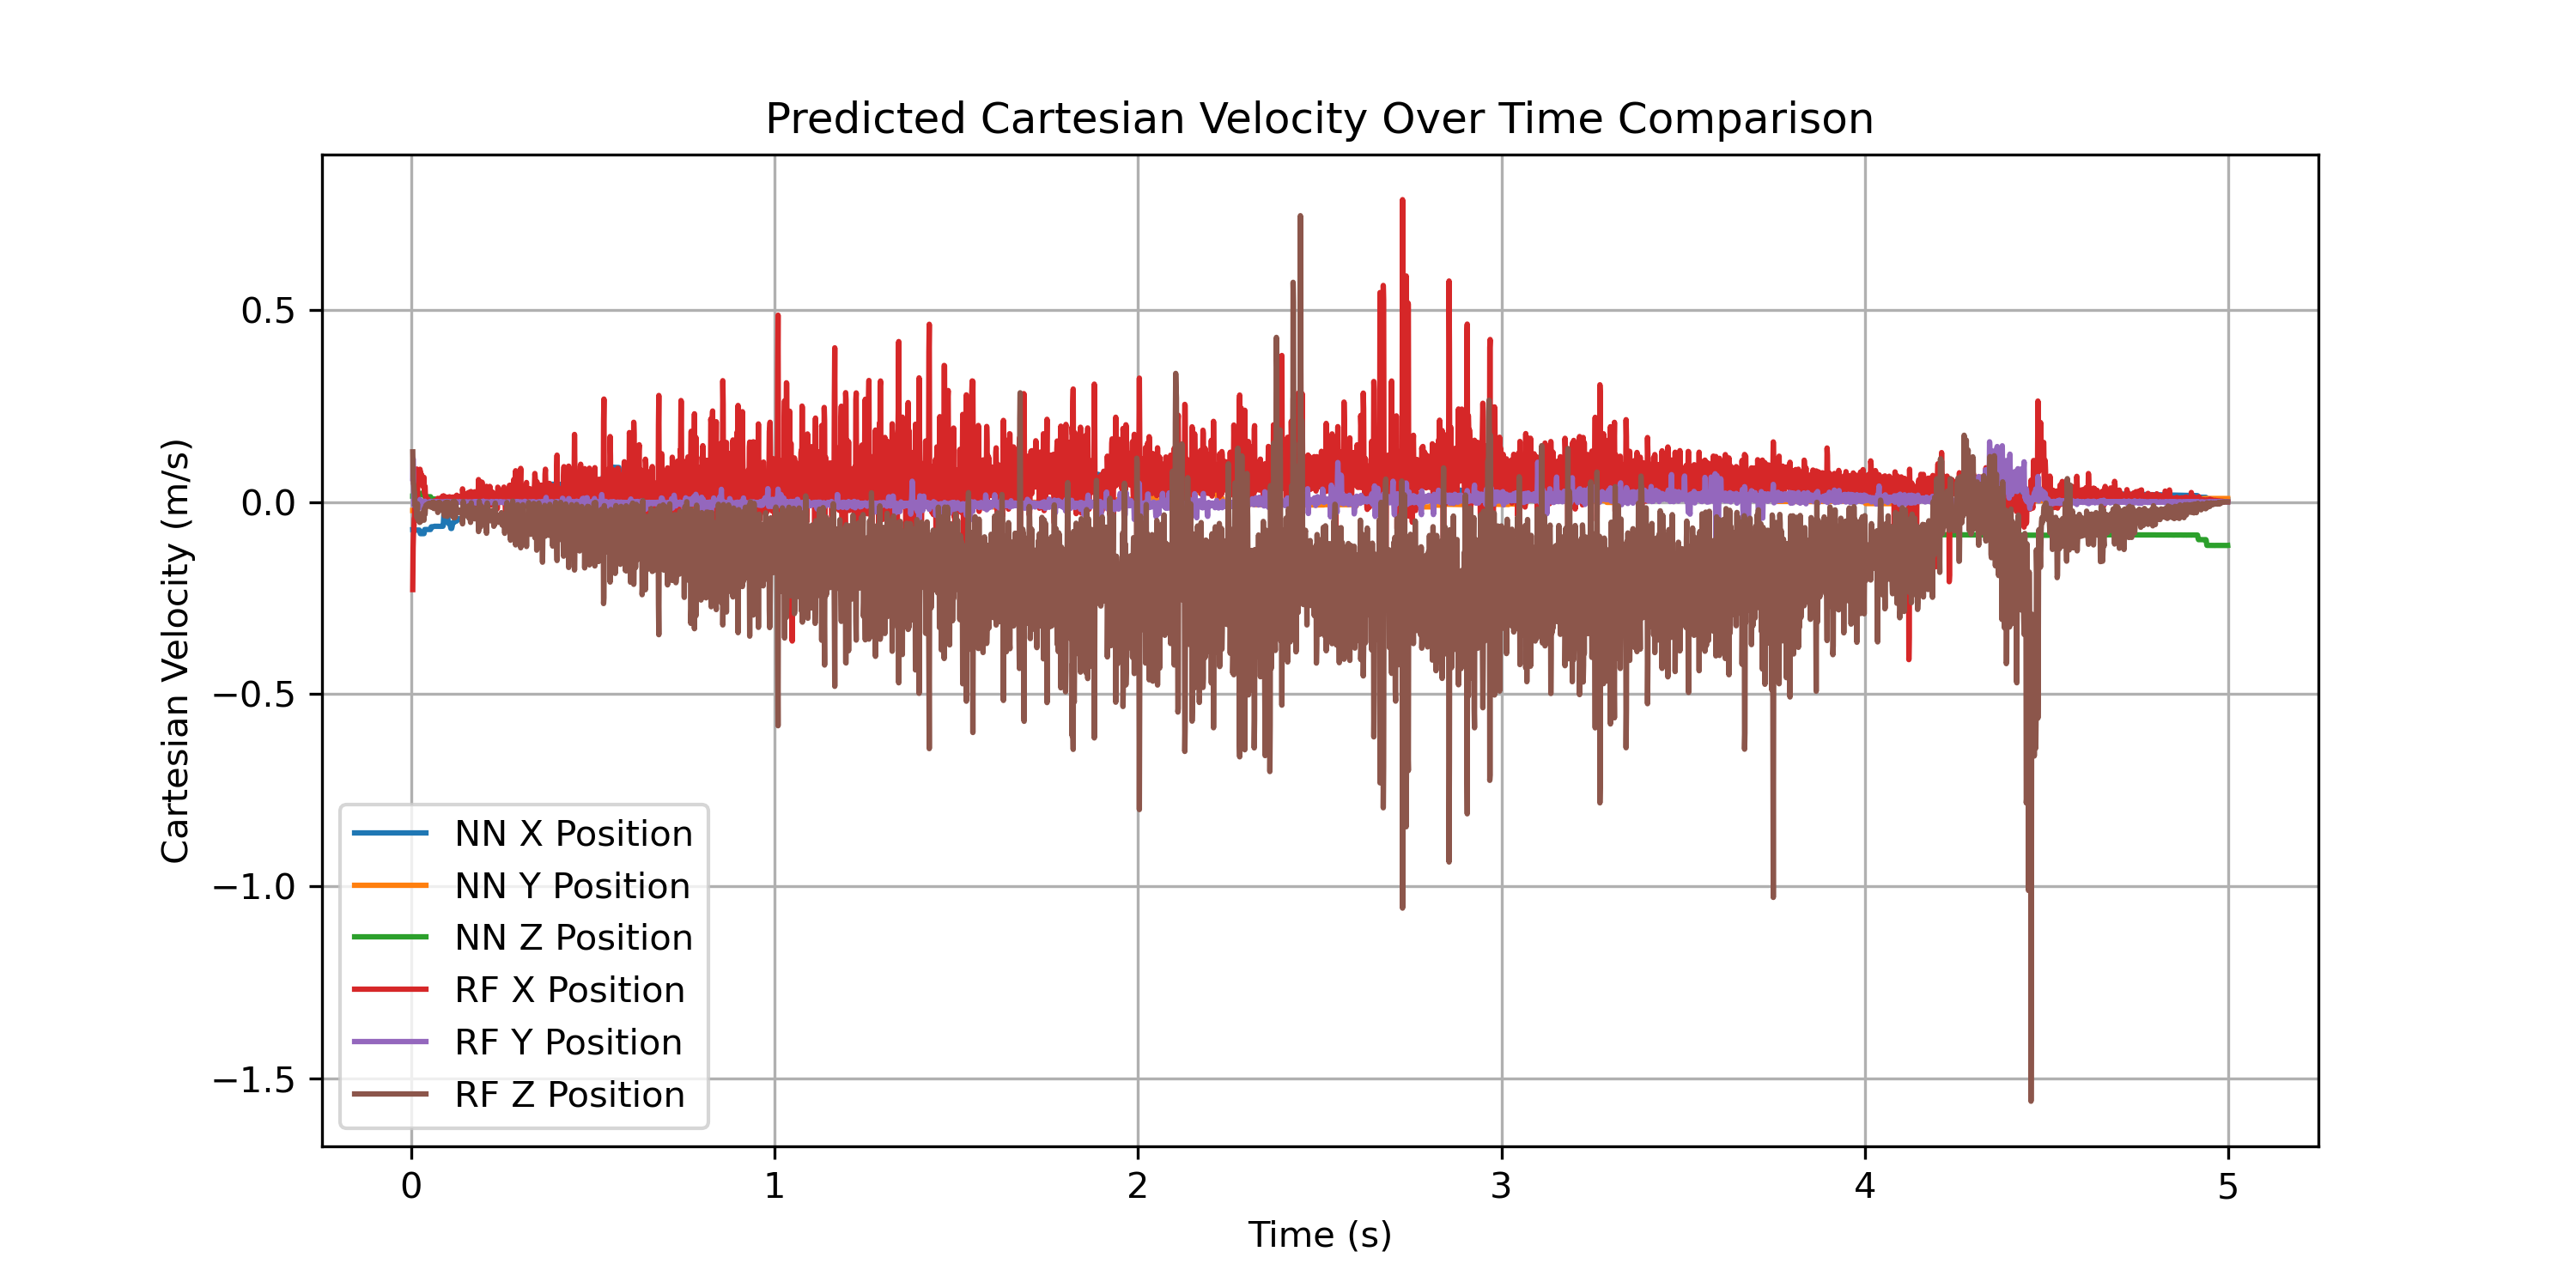 Predicted Cartesian Velocity Over Time Comparison
Cartesian Velocity (m/s)
0.5
0.0
−0.5
−1.0
−1.5
NN X Position
NN Y Position
NN Z Position
RF X Position
RF Y Position
RF Z Position
0 1 2 3 4 5
Time (s)